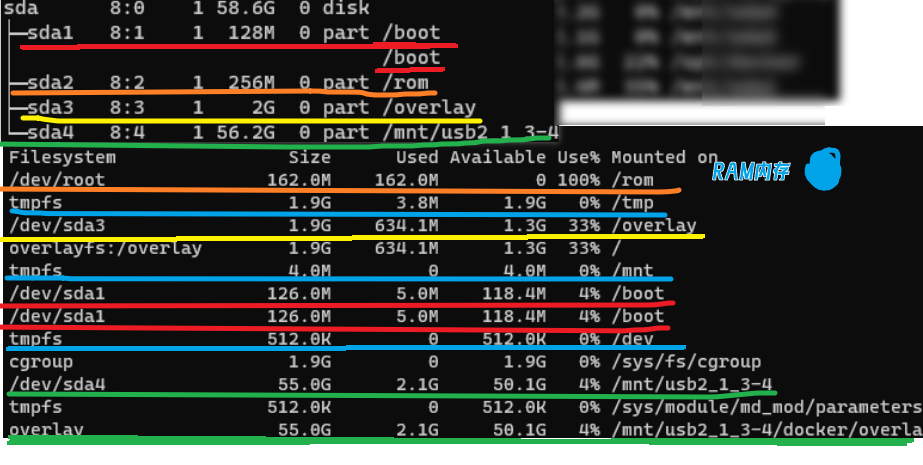 sda 8:0 1 58.6G 0 disk
├─sda1 8:1 1 128M 0 part /boot
/boot
├─sda2 8:2 1 256M 0 part /rom
├─sda3 8:3 1 2G 0 part /overlay
└─sda4 8:4 1 56.2G 0 part /mnt/usb2_1_3-4
Filesystem Size Used Available Use% Mounted on
/dev/root 162.0M 162.0M 0 100% /rom
RAM内存
tmpfs 1.9G 3.8M 1.9G 0% /tmp
/dev/sda3 1.9G 634.1M 1.3G 33% /overlay
overlayfs:/overlay 1.9G 634.1M 1.3G 33% /
tmpfs 4.0M 0 4.0M 0% /mnt
/dev/sda1 126.0M 5.0M 118.4M 4% /boot
/dev/sda1 126.0M 5.0M 118.4M 4% /boot
tmpfs 512.0K 0 512.0K 0% /dev
cgroup 1.9G 0 1.9G 0% /sys/fs/cgroup
/dev/sda4 55.0G 2.1G 50.1G 4% /mnt/usb2_1_3-4
tmpfs 512.0K 0 512.0K 0% /sys/module/md_mod/parameters
overlay 55.0G 2.1G 50.1G 4% /mnt/usb2_1_3-4/docker/overla